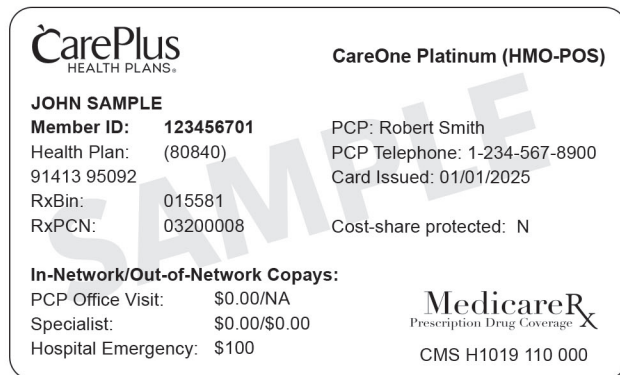 CarePlus
HEALTH PLANS®
CareOne Platinum (HMO-POS)
JOHN SAMPLE
Member ID: 123456701
Health Plan: (80840)
91413 95092
RxBin: 015581
RxPCN: 03200008
PCP: Robert Smith
PCP Telephone: 1-234-567-8900
Card Issued: 01/01/2025
Cost-share protected: N
SAMPLE
In-Network/Out-of-Network Copays:
PCP Office Visit: $0.00/NA
Specialist: $0.00/$0.00
Hospital Emergency: $100
MedicareRx
Prescription Drug Coverage
CMS H1019 110 000